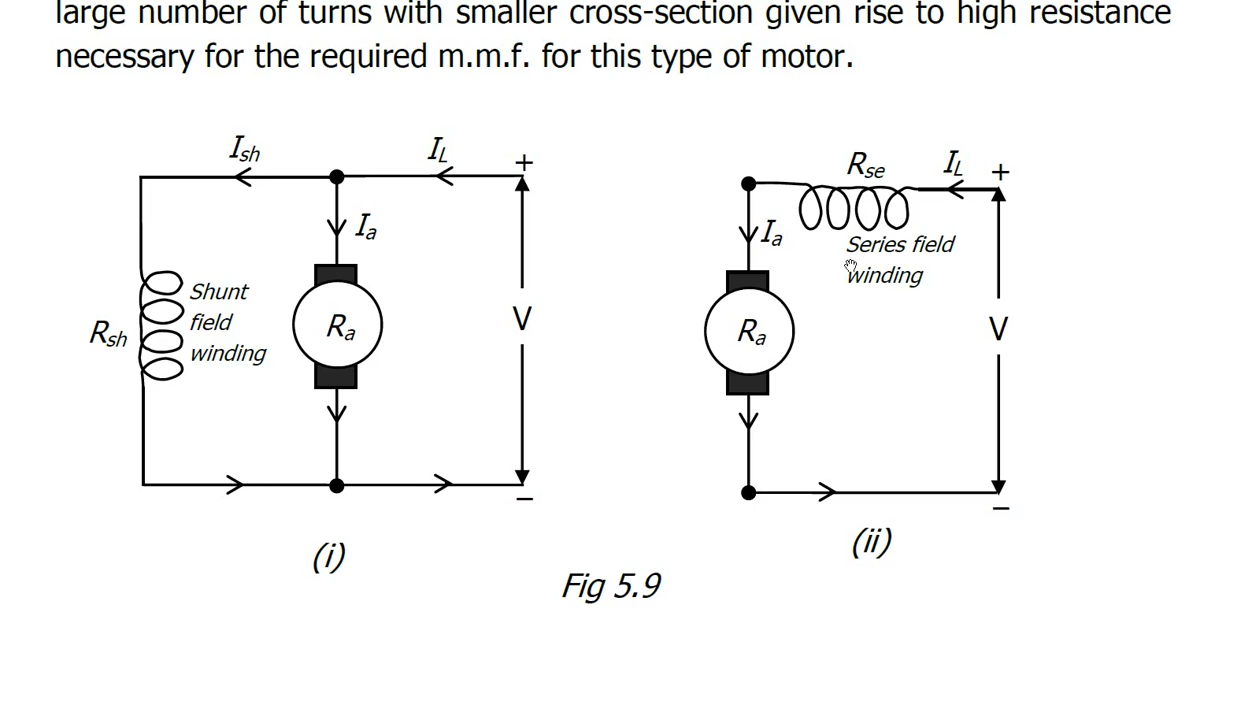 large number of turns with smaller cross-section given rise to high resistance
necessary for the required m.m.f. for this type of motor.
Ish
IL
+
Ia
Shunt
field
winding
Rsh
Ra
V
−
(i)
Rse
IL
+
Ia
Series field
winding
Ra
V
−
(ii)
Fig 5.9